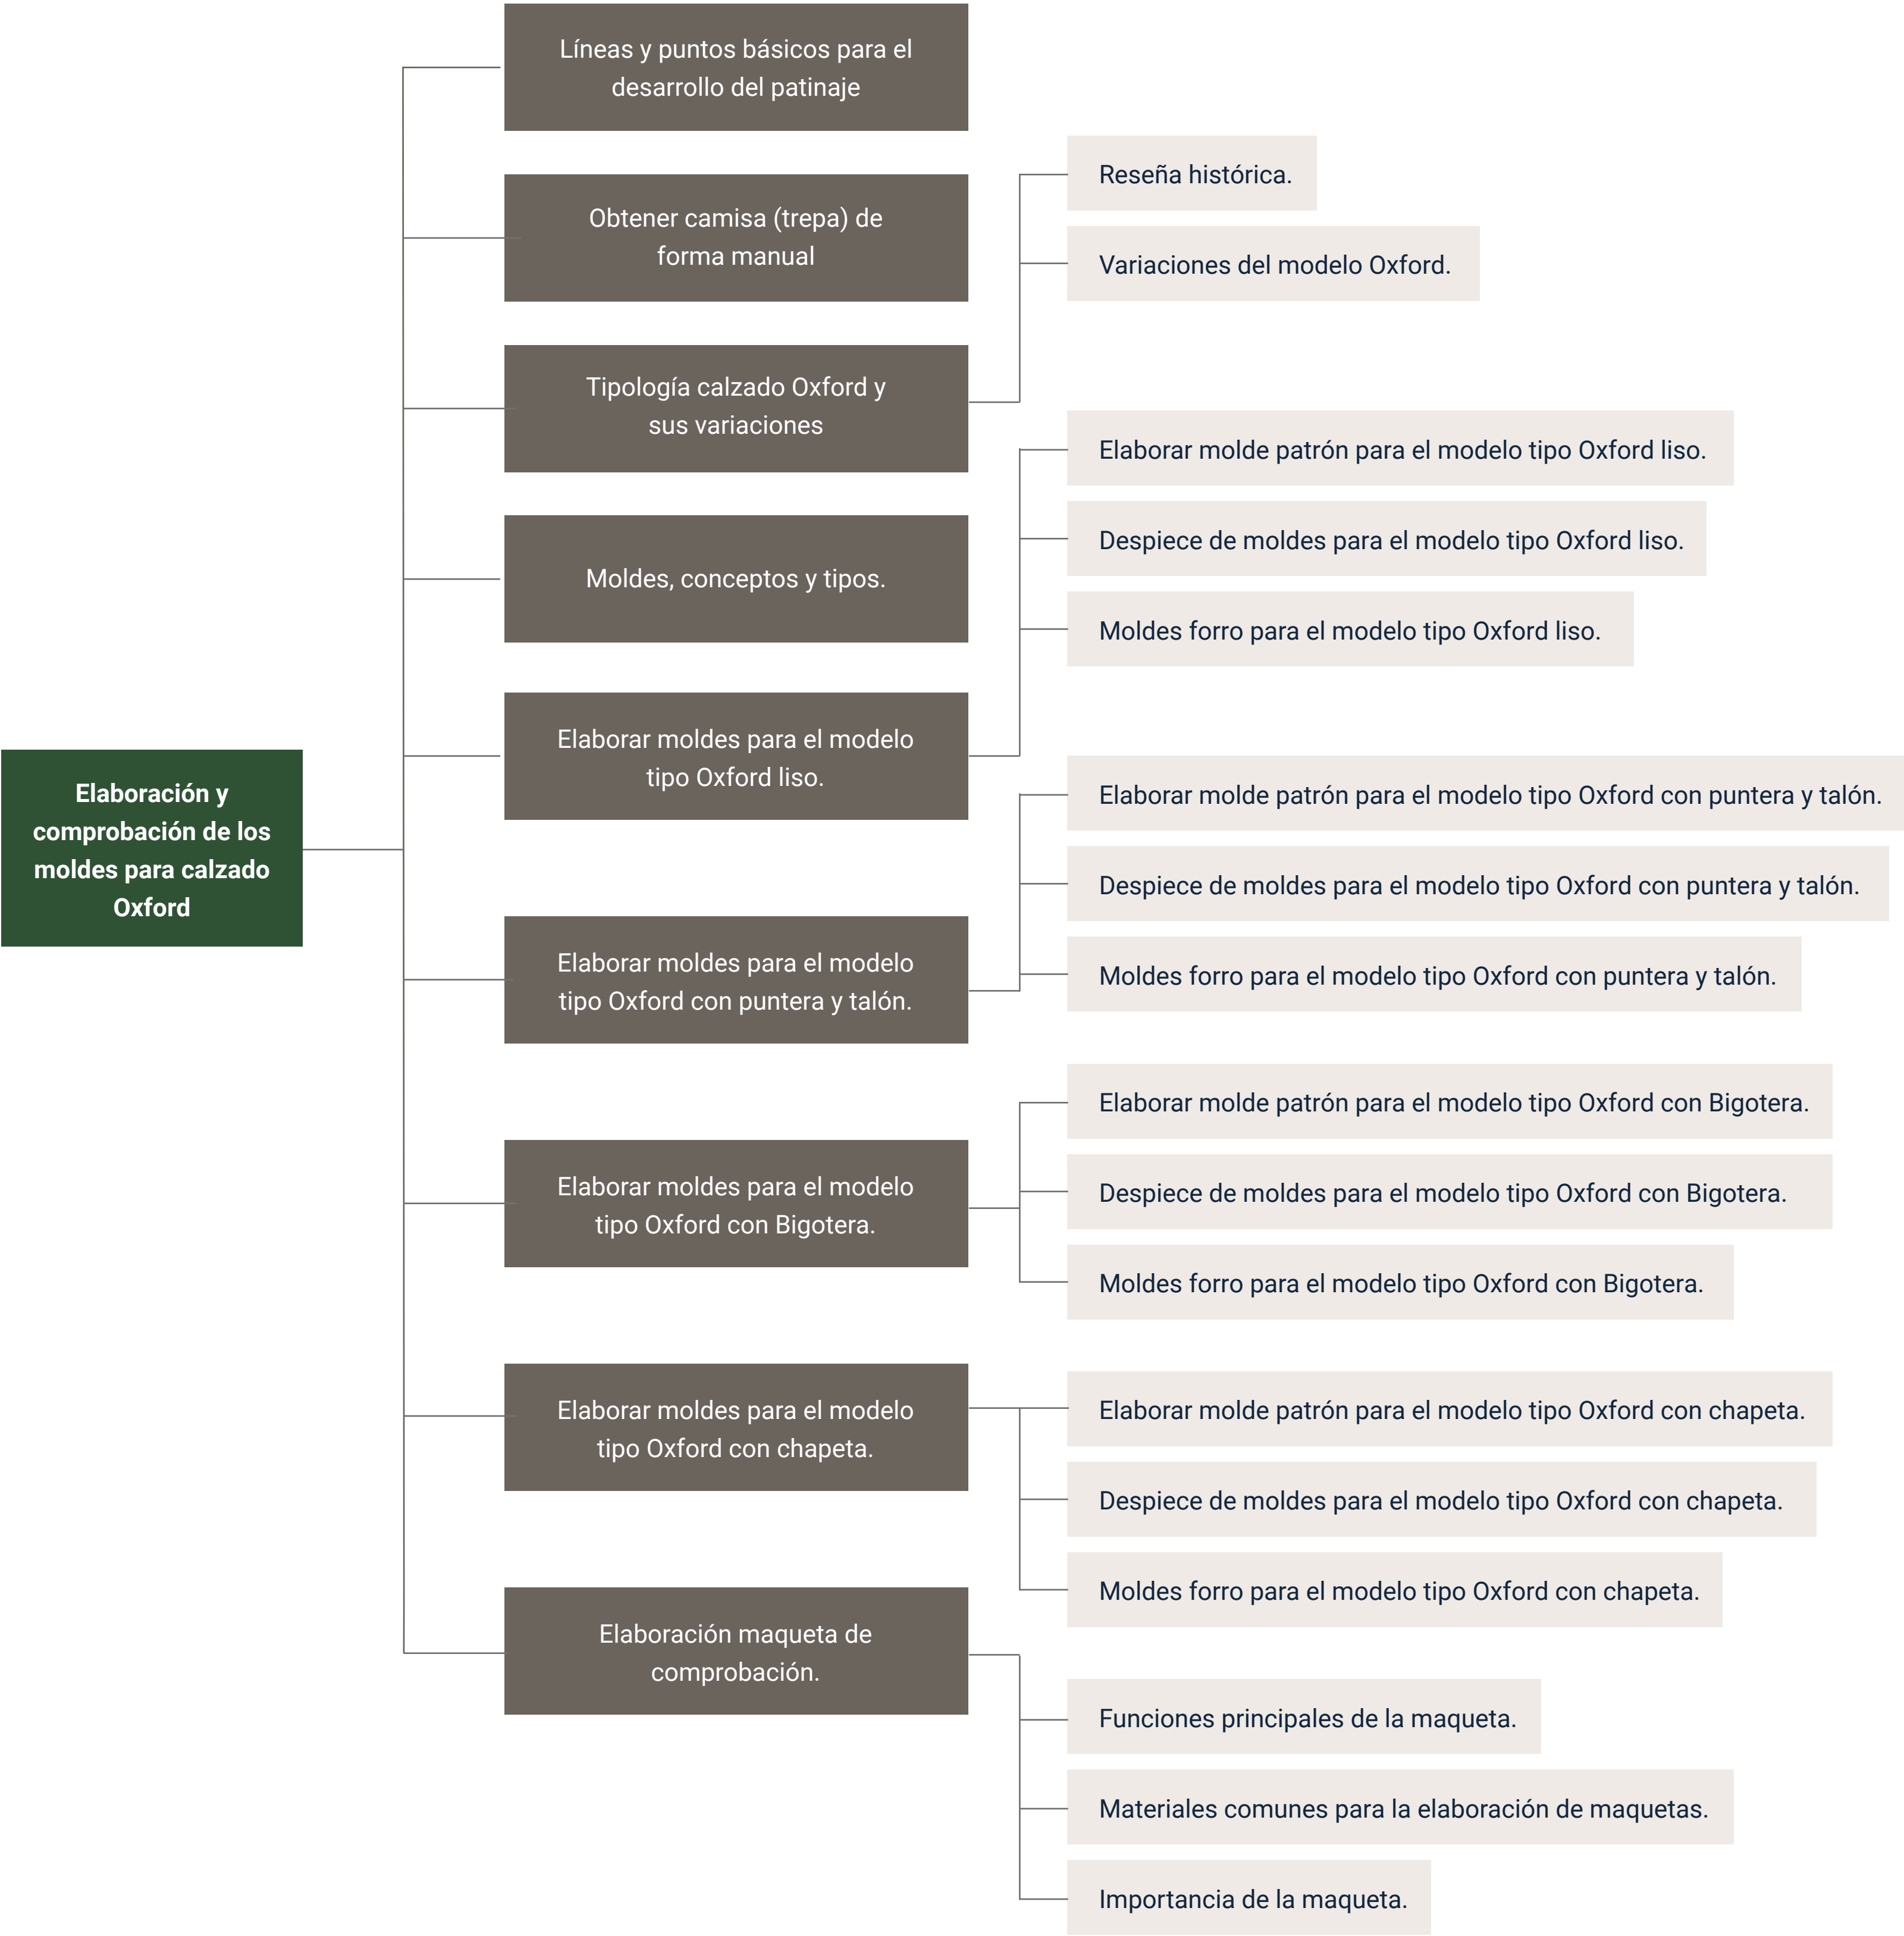 Elaboración y
comprobación de los
moldes para calzado
Oxford
Líneas y puntos básicos para el
desarrollo del patinaje
Obtener camisa (trepa) de
forma manual
Tipología calzado Oxford y
sus variaciones
Reseña histórica.
Variaciones del modelo Oxford.
Moldes, conceptos y tipos.
Elaborar moldes para el modelo
tipo Oxford liso.
Elaborar molde patrón para el modelo tipo Oxford liso.
Despiece de moldes para el modelo tipo Oxford liso.
Moldes forro para el modelo tipo Oxford liso.
Elaborar moldes para el modelo
tipo Oxford con puntera y talón.
Elaborar molde patrón para el modelo tipo Oxford con puntera y talón.
Despiece de moldes para el modelo tipo Oxford con puntera y talón.
Moldes forro para el modelo tipo Oxford con puntera y talón.
Elaborar moldes para el modelo
tipo Oxford con Bigotera.
Elaborar molde patrón para el modelo tipo Oxford con Bigotera.
Despiece de moldes para el modelo tipo Oxford con Bigotera.
Moldes forro para el modelo tipo Oxford con Bigotera.
Elaborar moldes para el modelo
tipo Oxford con chapeta.
Elaborar molde patrón para el modelo tipo Oxford con chapeta.
Despiece de moldes para el modelo tipo Oxford con chapeta.
Moldes forro para el modelo tipo Oxford con chapeta.
Elaboración maqueta de
comprobación.
Funciones principales de la maqueta.
Materiales comunes para la elaboración de maquetas.
Importancia de la maqueta.